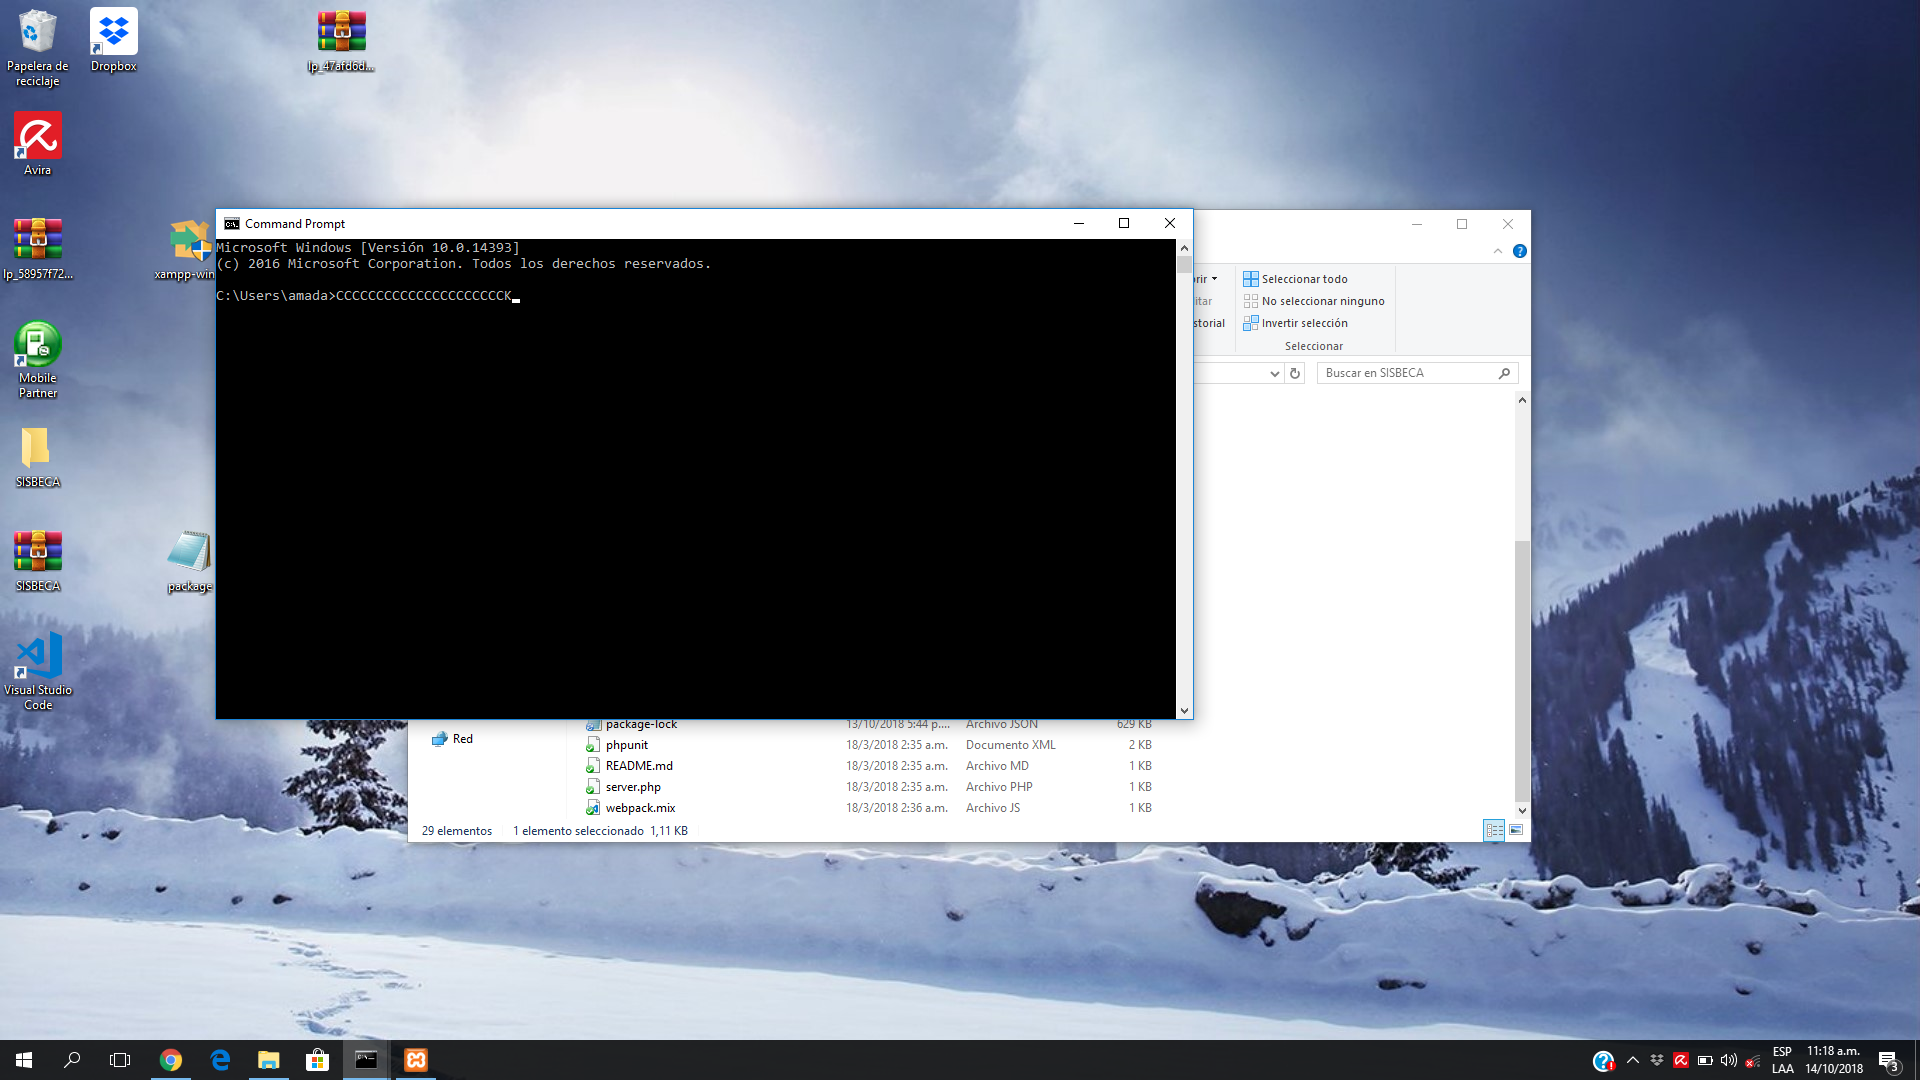 Papelera de
reciclaje
Dropbox
lp_47afd6d...
Avira
lp_58957f72...
xampp-win
Mobile
Partner
SISBECA
SISBECA
package
Visual Studio
Code
Command Prompt
Microsoft Windows [Versión 10.0.14393]
(c) 2016 Microsoft Corporation. Todos los derechos reservados.
C:\Users\amada>CCCCCCCCCCCCCCCCCCCCCK
rir
itar
storial
Seleccionar todo
No seleccionar ninguno
Invertir selección
Seleccionar
Buscar en SISBECA
Red
package-lock 13/10/2018 5:44 p.... Archivo JSON 629 KB
phpunit 18/3/2018 2:35 a.m. Documento XML 2 KB
README.md 18/3/2018 2:35 a.m. Archivo MD 1 KB
server.php 18/3/2018 2:35 a.m. Archivo PHP 1 KB
webpack.mix 18/3/2018 2:36 a.m. Archivo JS 1 KB
29 elementos 1 elemento seleccionado 1,11 KB
ESP
LAA
11:18 a.m.
14/10/2018
3